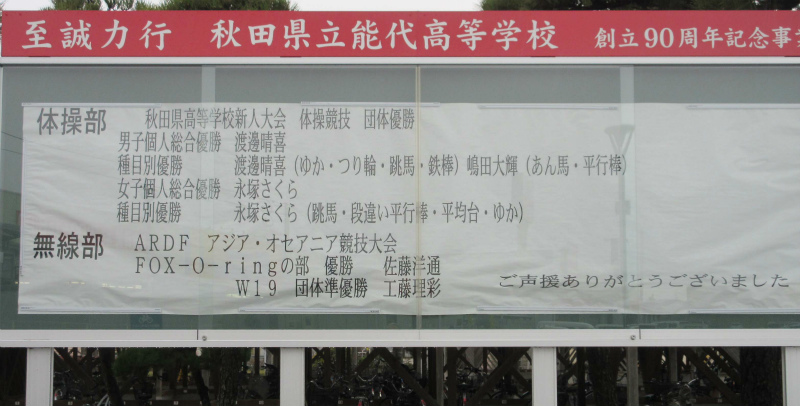 至誠力行 秋田県立能代高等学校 創立90周年記念事業
体操部 秋田県高等学校新人大会 体操競技 団体優勝
男子個人総合優勝 渡邊晴喜
種目別優勝 渡邊晴喜(ゆか・つり輪・跳馬・鉄棒)嶋田大輝(あん馬・平行棒)
女子個人総合優勝 永塚さくら
種目別優勝 永塚さくら(跳馬・段違い平行棒・平均台・ゆか)
無線部 ARDF アジア・オセアニア競技大会
FOX-O-ringの部 優勝 佐藤洋通
W19 団体準優勝 工藤理彩
ご声援ありがとうございました